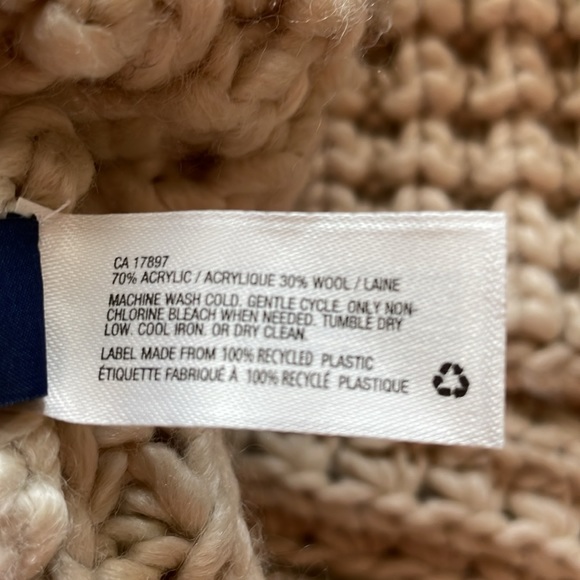 CA 17897
70% ACRYLIC / ACRYLIQUE 30% WOOL / LAINE
MACHINE WASH COLD. GENTLE CYCLE. ONLY NON-
CHLORINE BLEACH WHEN NEEDED. TUMBLE DRY
LOW. COOL IRON. OR DRY CLEAN.
LABEL MADE FROM 100% RECYCLED PLASTIC
ÉTIQUETTE FABRIQUÉ À 100% RECYCLÉ PLASTIQUE